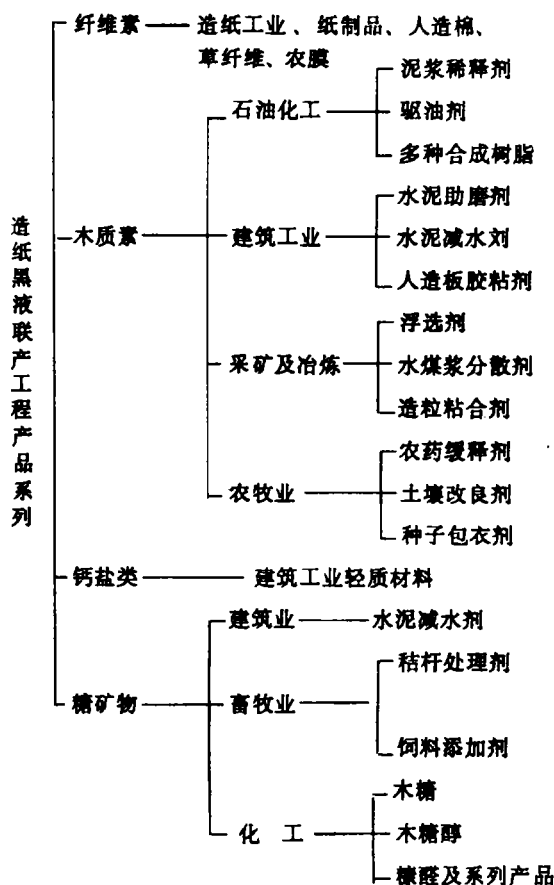 造纸黑液联产工程产品系列
纤维素
造纸工业、纸制品、人造棉、
草纤维、农膜
木质素
石油化工
泥浆稀释剂
驱油剂
多种合成树脂
建筑工业
水泥助磨剂
水泥减水刘
人造板胶粘剂
采矿及冶炼
浮选剂
水煤浆分散剂
造粒粘合剂
农牧业
农药缓释剂
土壤改良剂
种子包衣剂
钙盐类
建筑工业轻质材料
糖矿物
建筑业
水泥减水剂
畜牧业
秸杆处理剂
饲料添加剂
化工
木糖
木糖醇
糠醛及系列产品